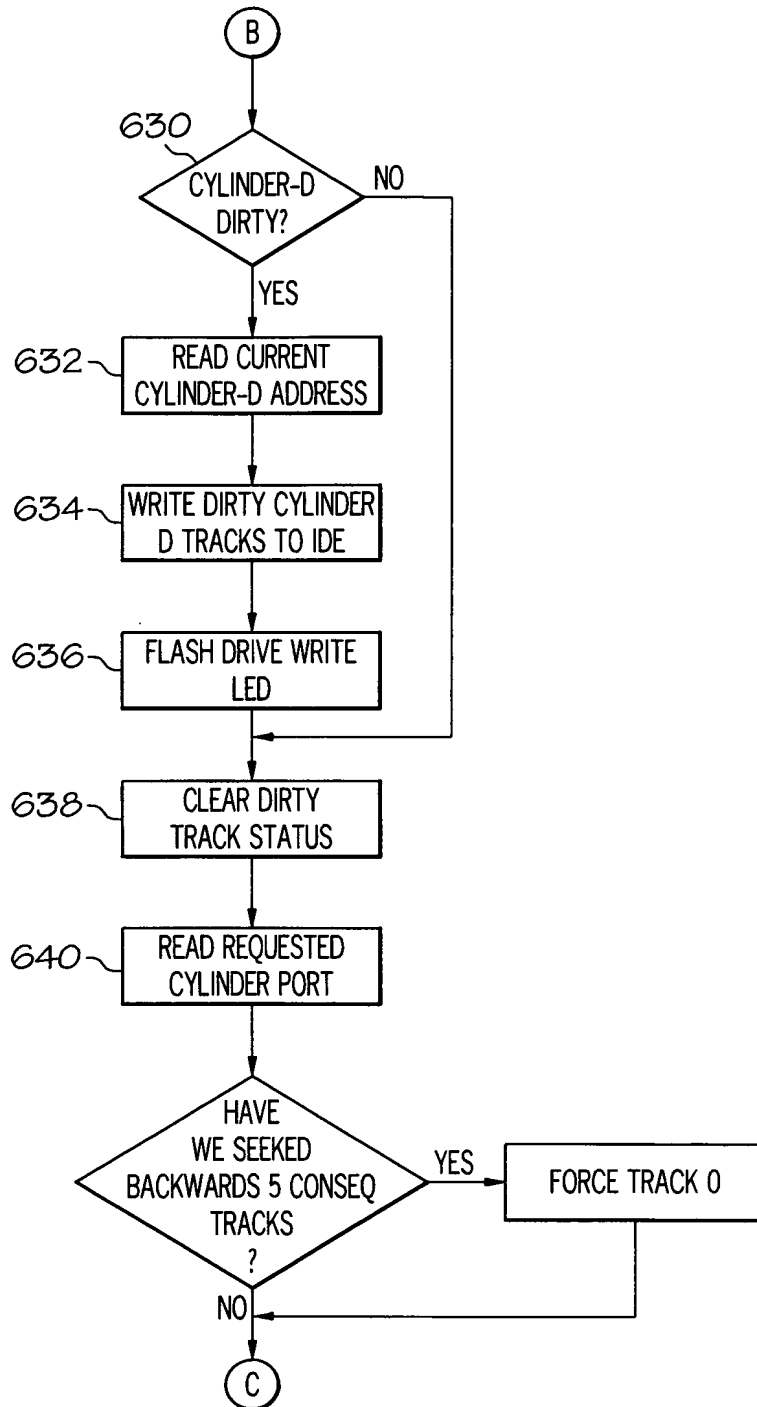 B
630
CYLINDER-D
DIRTY?
NO
YES
632
READ CURRENT
CYLINDER-D ADDRESS
634
WRITE DIRTY CYLINDER
D TRACKS TO IDE
636
FLASH DRIVE WRITE
LED
638
CLEAR DIRTY
TRACK STATUS
640
READ REQUESTED
CYLINDER PORT
HAVE
WE SEEKED
BACKWARDS 5 CONSEQ
TRACKS
?
YES
FORCE TRACK 0
NO
C